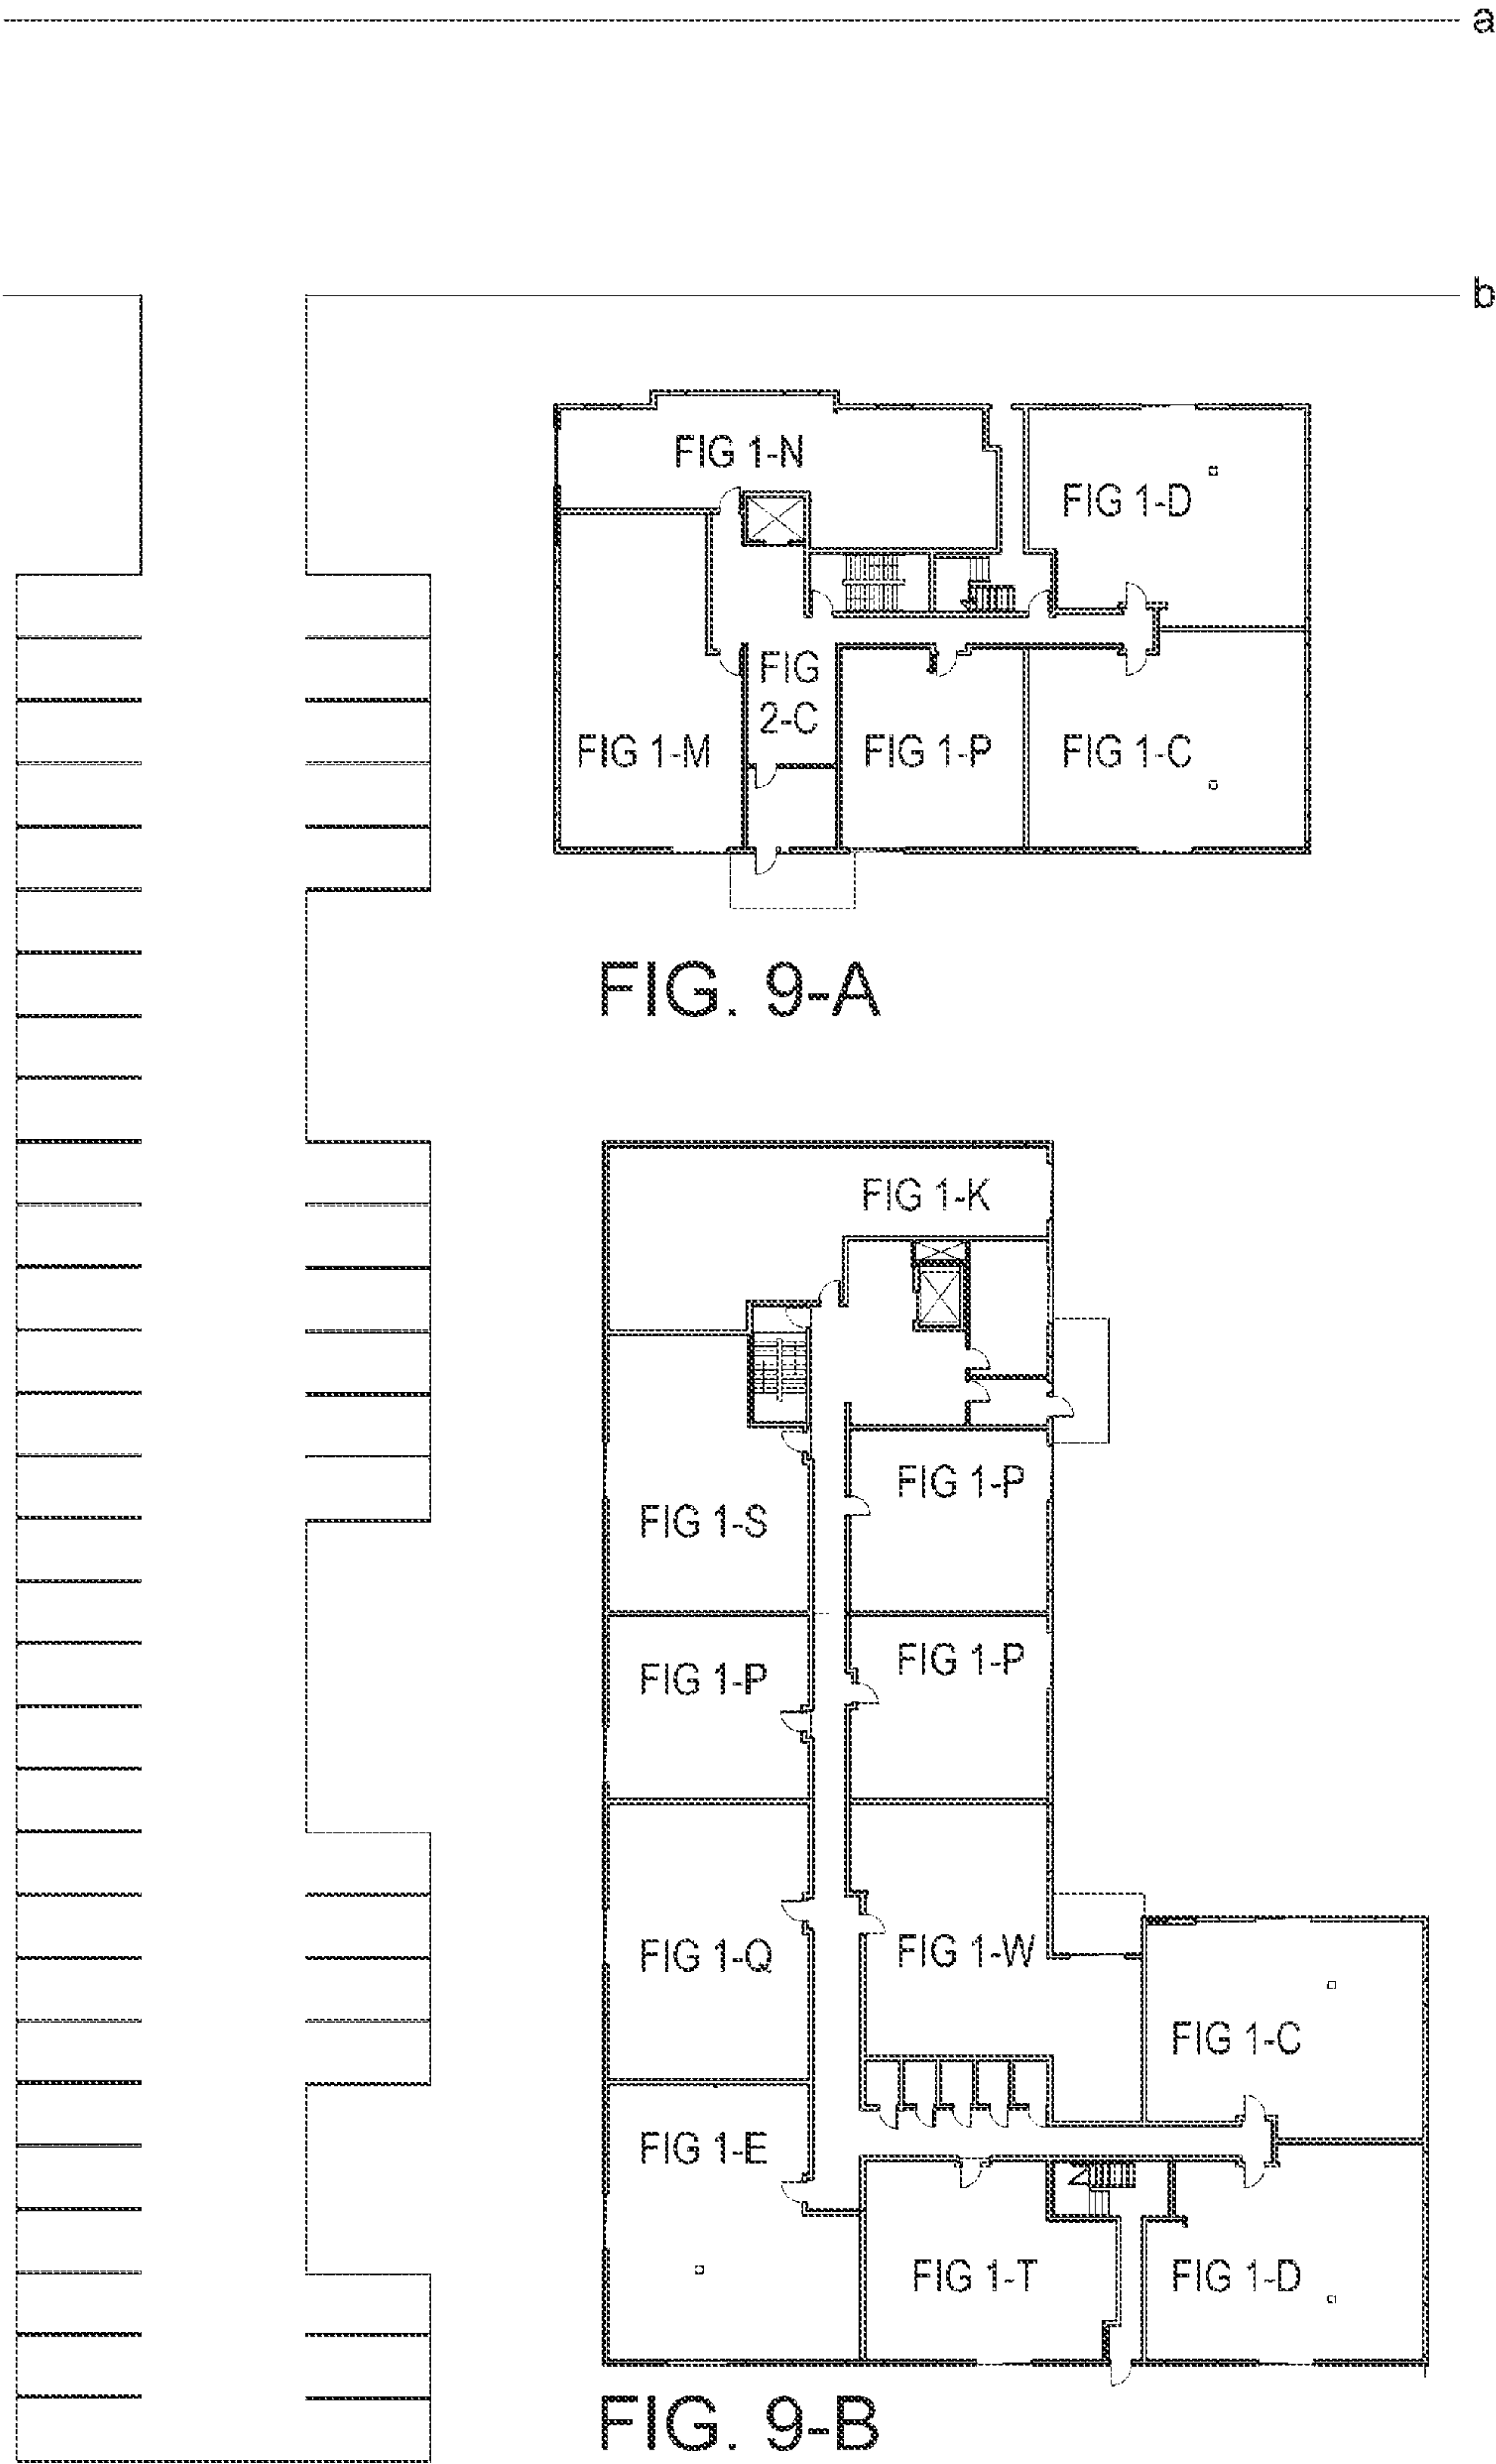 a
b
FIG 1-N
FIG 1-D
FIG
2-C
FIG 1-M
FIG 1-P
FIG 1-C
FIG. 9-A
FIG 1-K
FIG 1-P
FIG 1-S
FIG 1-P
FIG 1-P
FIG 1-Q
FIG 1-W
FIG 1-C
FIG 1-E
FIG 1-T
FIG 1-D
FIG. 9-B